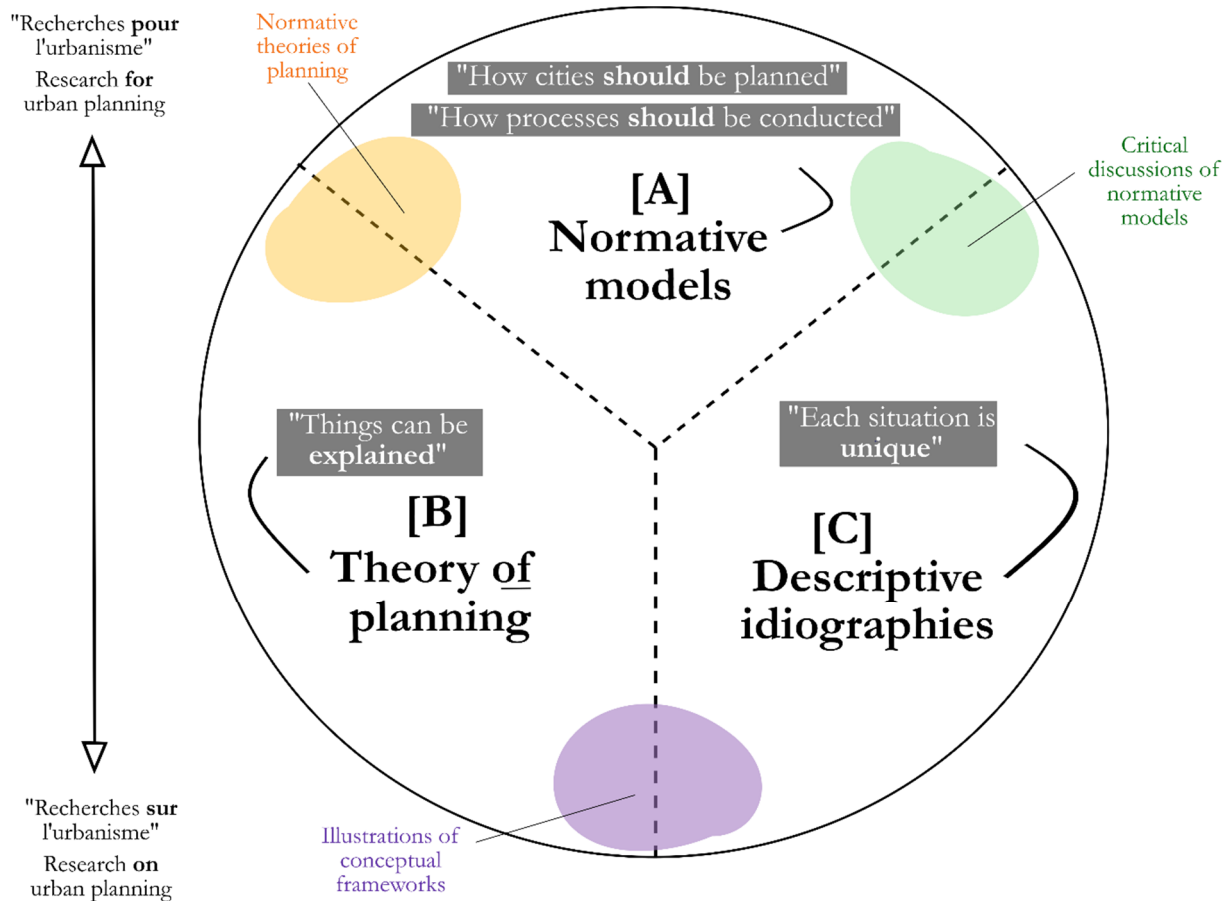 "Recherches pour
l'urbanisme"
Research for
urban planning
Normative
theories of
planning
"How cities should be planned"
"How processes should be conducted"
Critical
discussions of
normative
models
[A]
Normative
models
"Things can be
explained"
[B]
Theory of
planning
"Each situation is
unique"
[C]
Descriptive
idiographies
"Recherches sur
l'urbanisme"
Research on
urban planning
Illustrations of
conceptual
frameworks